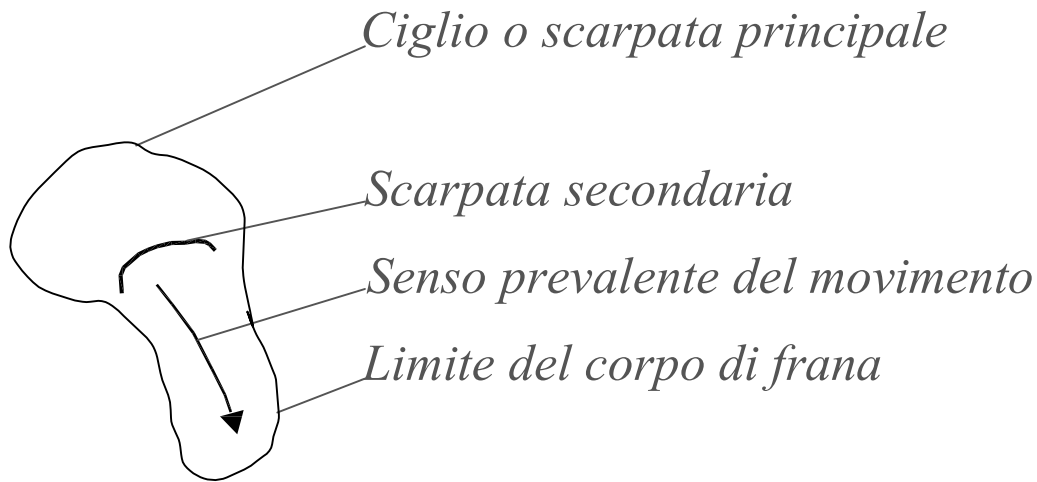 Ciglio o scarpata principale
Scarpata secondaria
Senso prevalente del movimento
Limite del corpo di frana